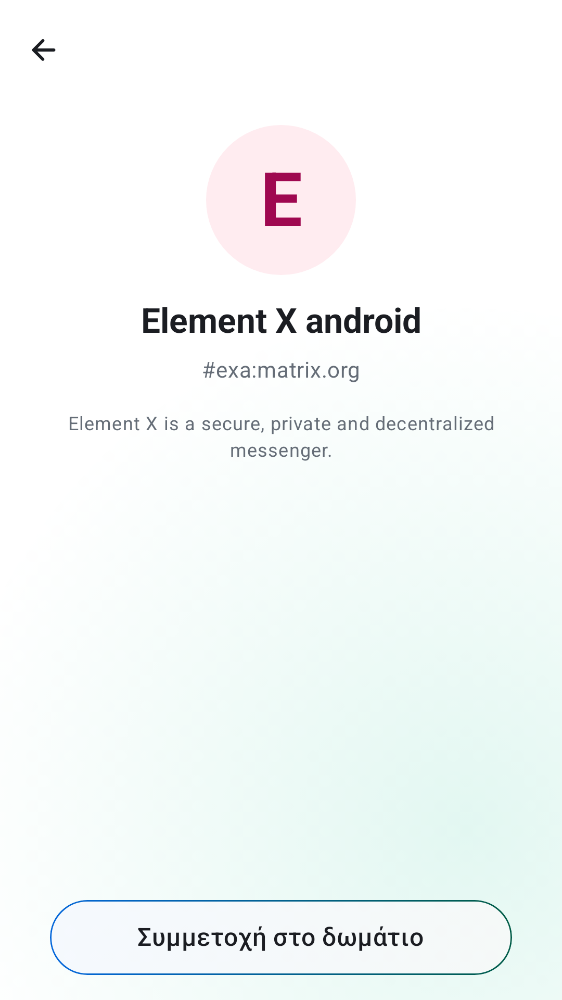 E
Element X android
#exa:matrix.org
Element X is a secure, private and decentralized
messenger.
Συμμετοχή στο δωμάτιο